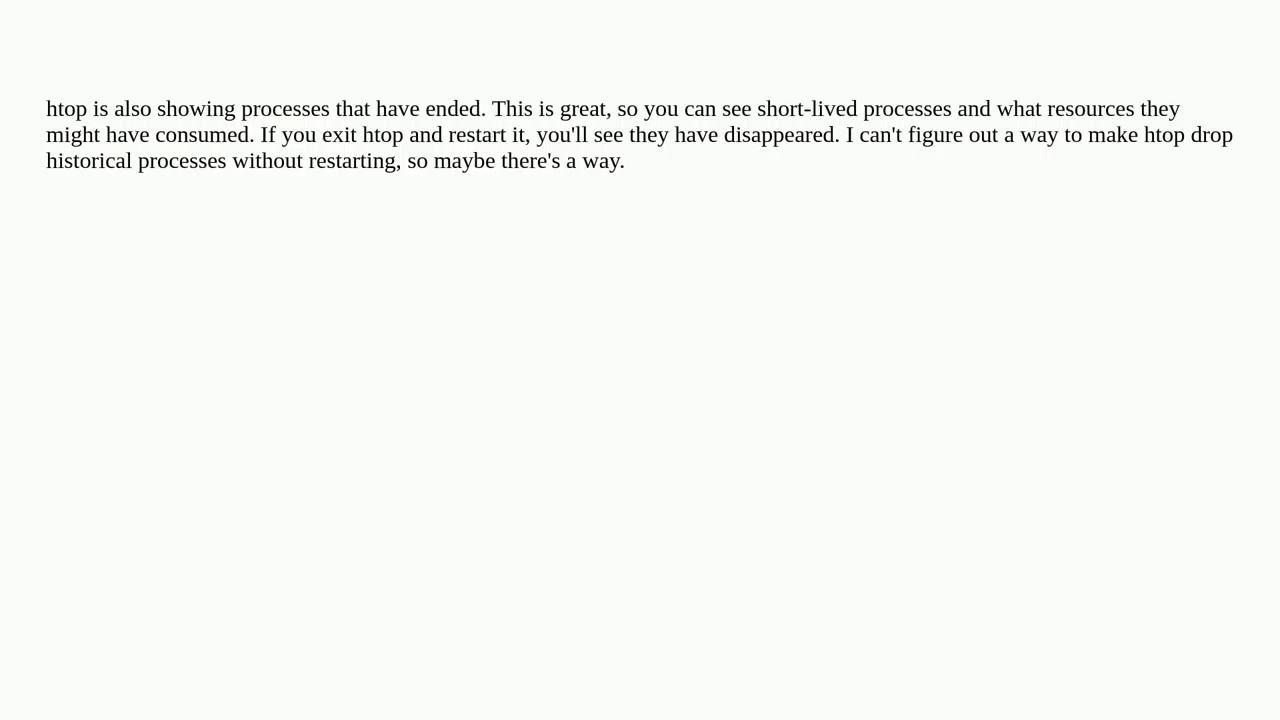 htop is also showing processes that have ended. This is great, so you can see short-lived processes and what resources they
might have consumed. If you exit htop and restart it, you'll see they have disappeared. I can't figure out a way to make htop drop
historical processes without restarting, so maybe there's a way.